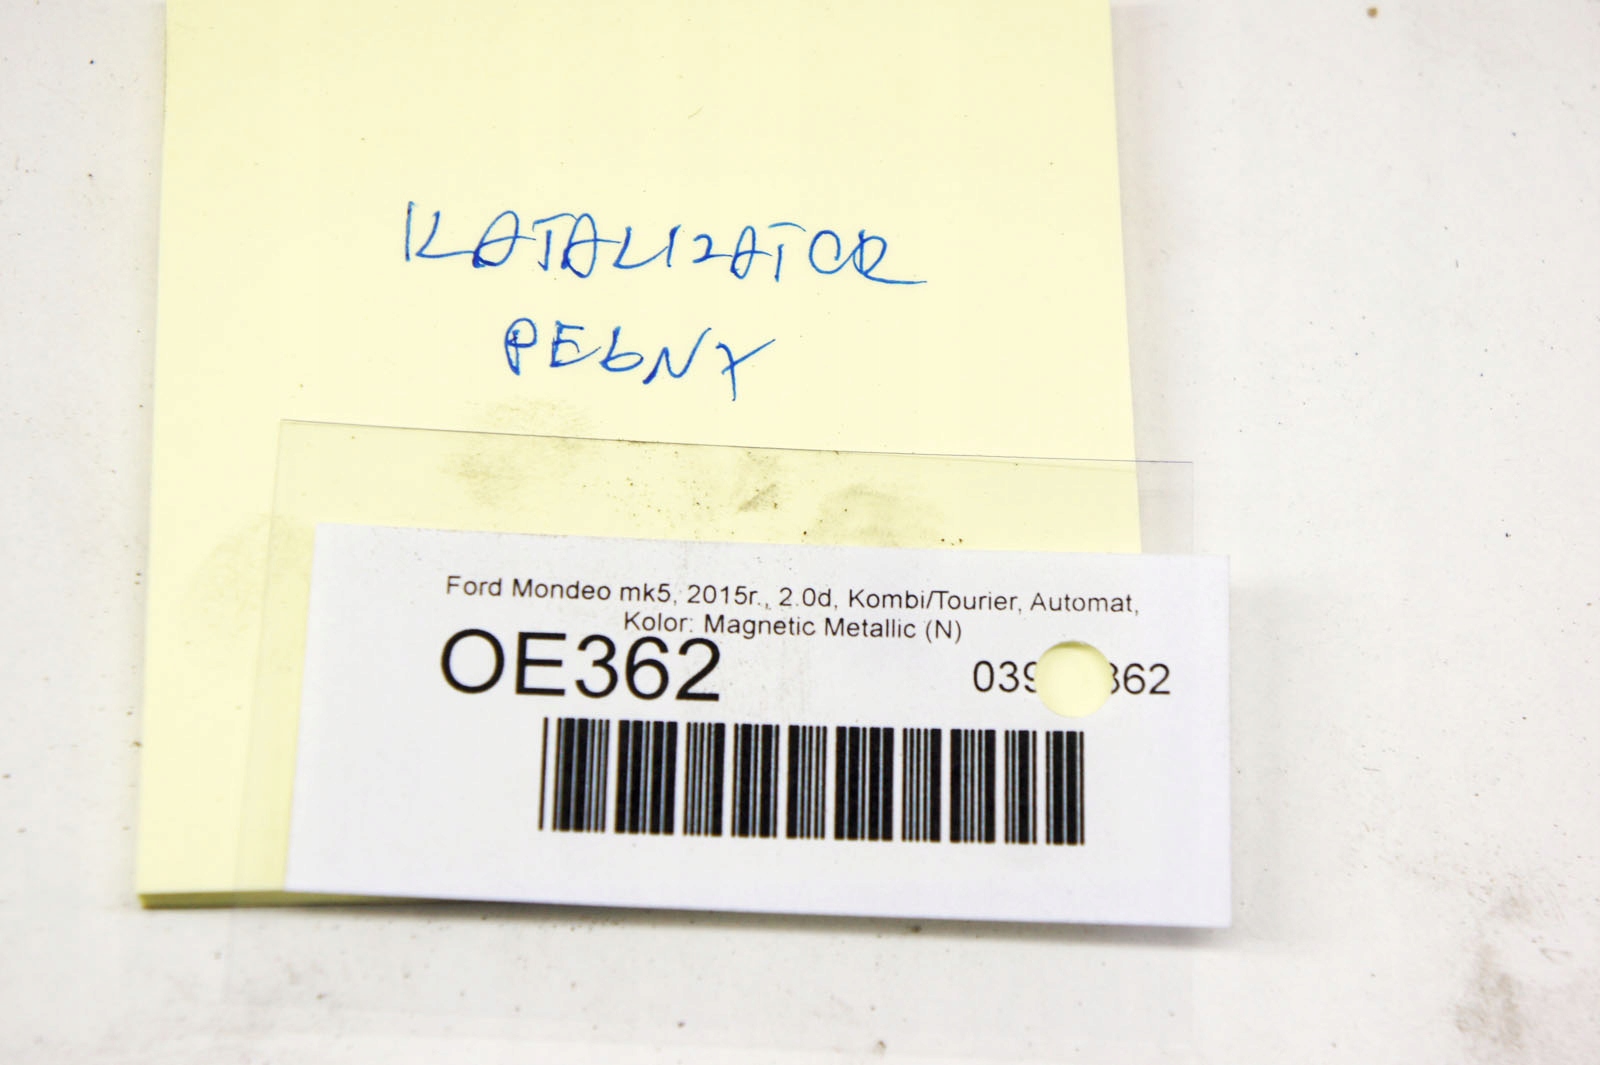 KATALIZATOR
PEŁNY
Ford Mondeo mk5, 2015r., 2.0d, Kombi/Tourier, Automat,
Kolor: Magnetic Metallic (N)
OE362